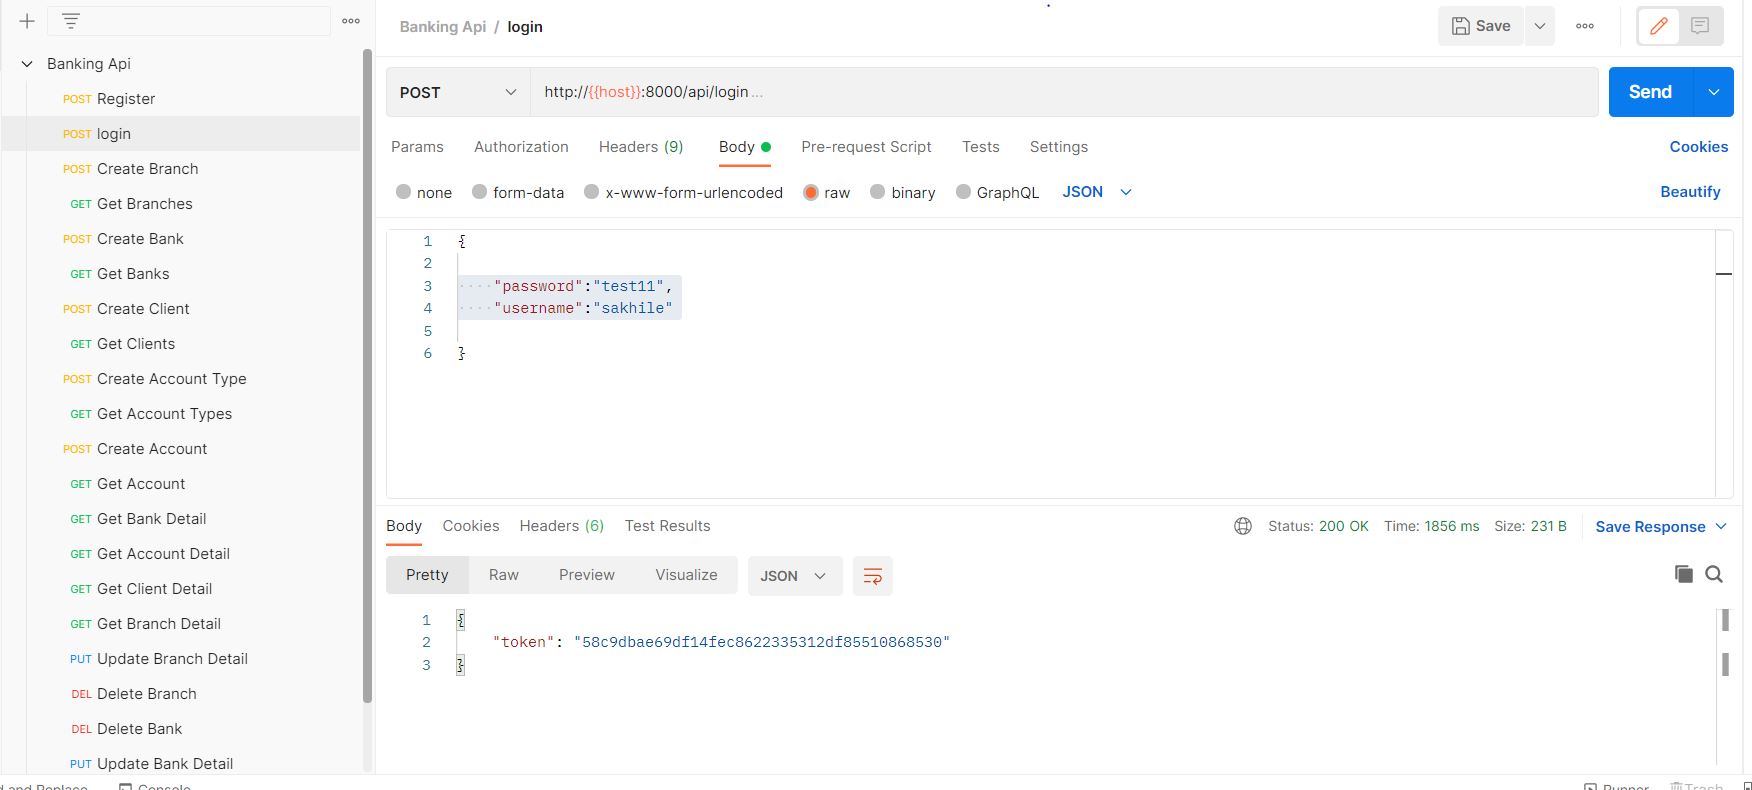 Banking Api
POST Register
POST login
POST Create Branch
GET Get Branches
POST Create Bank
GET Get Banks
POST Create Client
GET Get Clients
POST Create Account Type
GET Get Account Types
POST Create Account
GET Get Account
GET Get Bank Detail
GET Get Account Detail
GET Get Client Detail
GET Get Branch Detail
PUT Update Branch Detail
DEL Delete Branch
DEL Delete Bank
PUT Update Bank Detail
Banking Api / login
Save
POST http://{{host}}:8000/api/login ...
Send
Params Authorization Headers (9) Body Pre-request Script Tests Settings Cookies
none form-data x-www-form-urlencoded raw binary GraphQL JSON Beautify
1 {
2
3 "password":"test11",
4 "username":"sakhile"
5
6 }
Body Cookies Headers (6) Test Results Status: 200 OK Time: 1856 ms Size: 231 B Save Response
Pretty Raw Preview Visualize JSON
1 {
2 "token": "58c9dbae69df14fec8622335312df85510868530"
3 }
and Replace Console Runner Trash